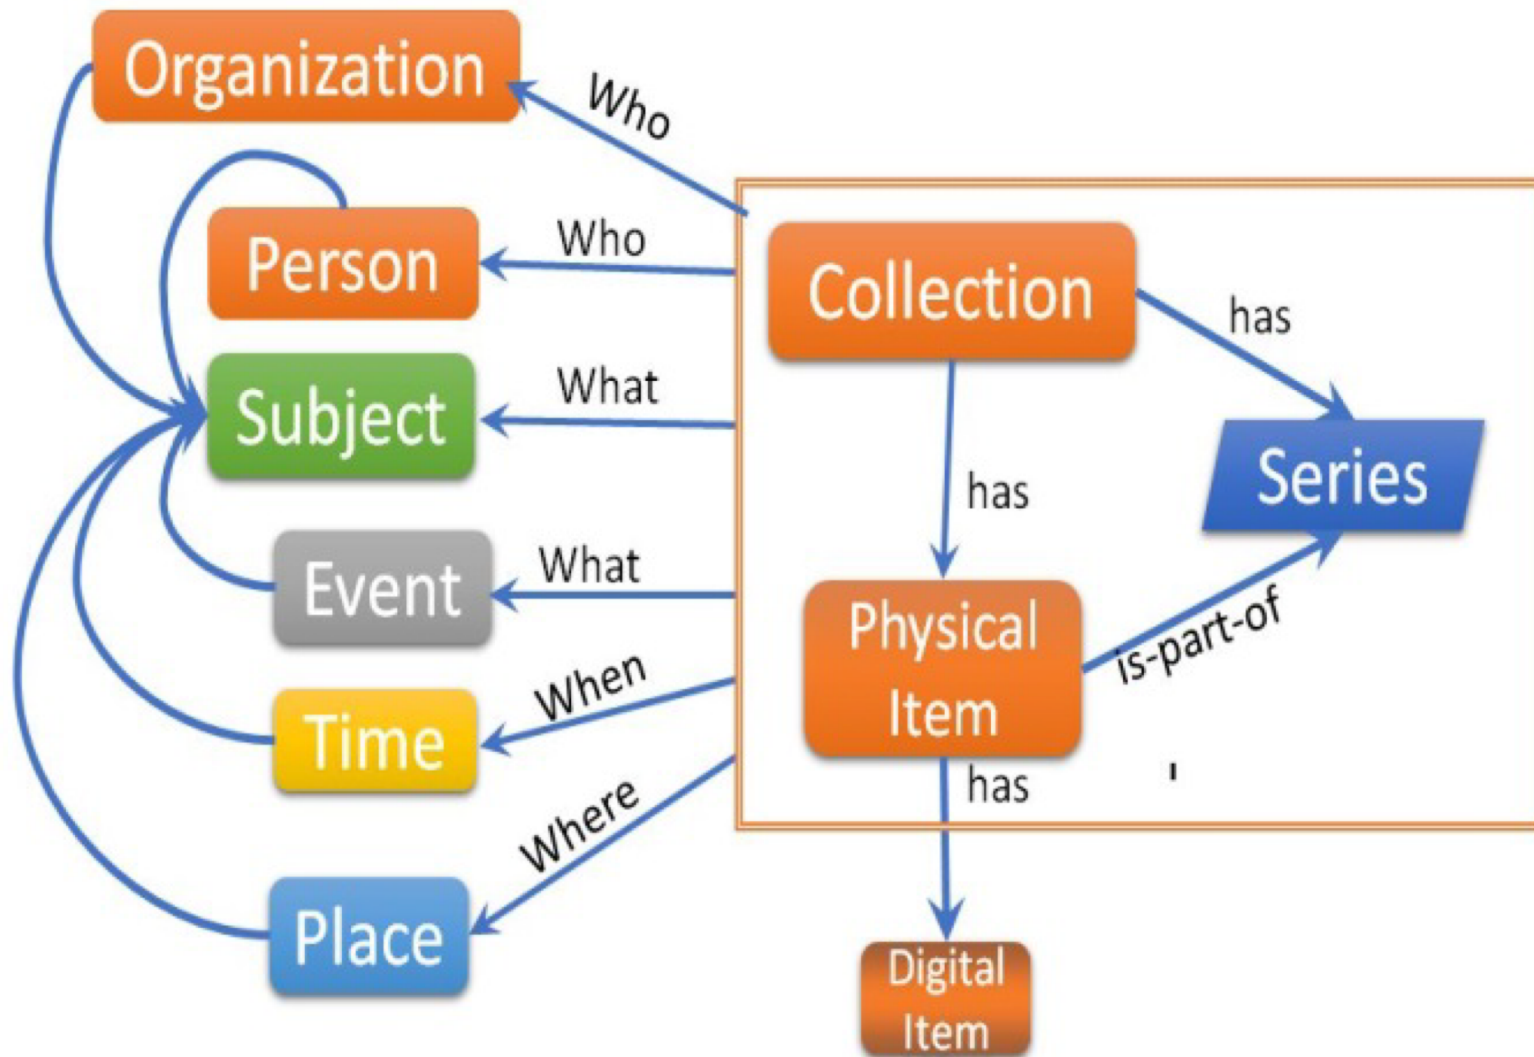 Organization
Who
Person
Who
Collection
has
Subject
What
Series
has
Event
What
Physical
Item
is-part-of
Time
When
has
Where
Place
Digital
Item